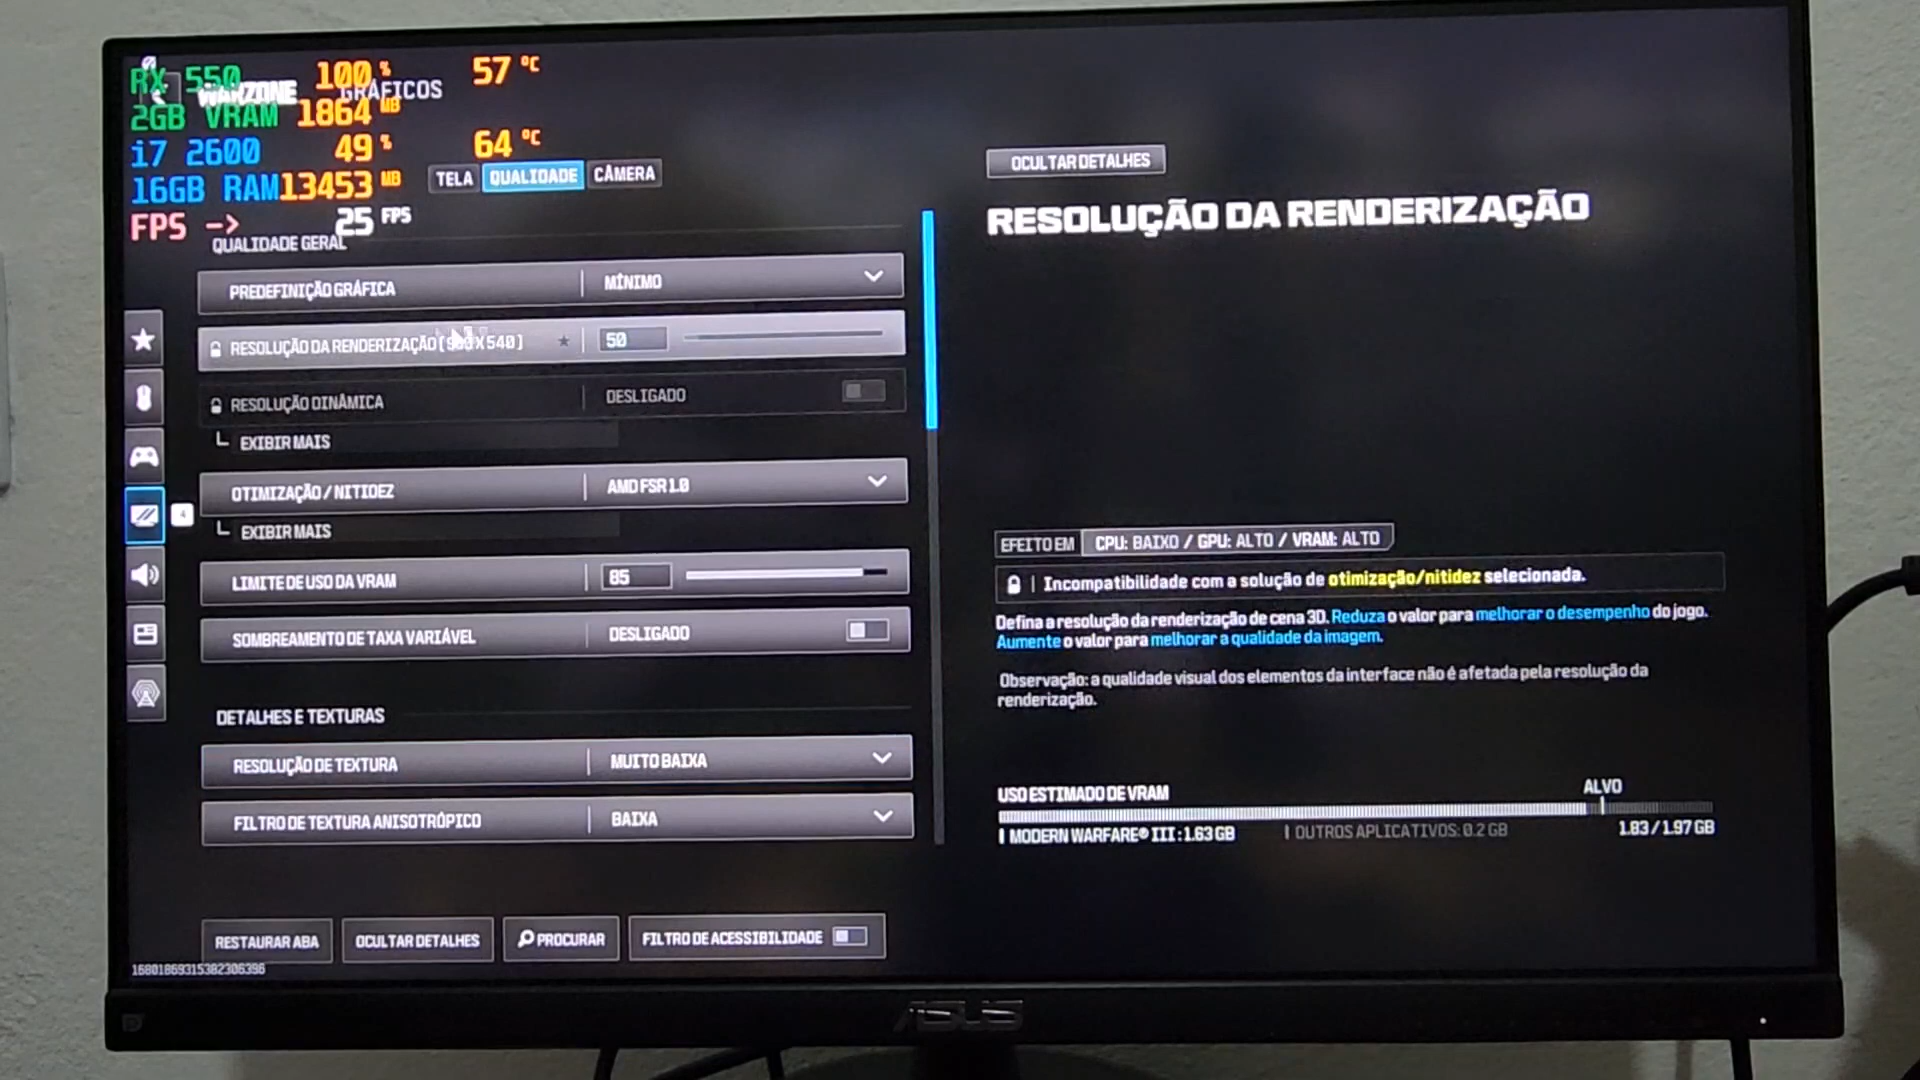 RX 550 100 % 57 °C
WARZONE GRÁFICOS
2GB VRAM 1864 MB
i7 2600 49 % 64 °C
16GB RAM 13453 MB
FPS -> 25 FPS
TELA QUALIDADE CÂMERA
OCULTAR DETALHES
RESOLUÇÃO DA RENDERIZAÇÃO
QUALIDADE GERAL
PREDEFINIÇÃO GRÁFICA MÍNIMO
RESOLUÇÃO DA RENDERIZAÇÃO [960X540] 50
RESOLUÇÃO DINÂMICA DESLIGADO
EXIBIR MAIS
OTIMIZAÇÃO / NITIDEZ AMD FSR 1.0
4
EXIBIR MAIS
LIMITE DE USO DA VRAM 85
SOMBREAMENTO DE TAXA VARIÁVEL DESLIGADO
DETALHES E TEXTURAS
RESOLUÇÃO DE TEXTURA MUITO BAIXA
FILTRO DE TEXTURA ANISOTRÓPICO BAIXA
EFEITO EM CPU: BAIXO / GPU: ALTO / VRAM: ALTO
Incompatibilidade com a solução de otimização/nitidez selecionada.
Defina a resolução da renderização de cena 3D. Reduza o valor para melhorar o desempenho do jogo.
Aumente o valor para melhorar a qualidade da imagem.
Observação: a qualidade visual dos elementos da interface não é afetada pela resolução da
renderização.
ALVO
USO ESTIMADO DE VRAM
MODERN WARFARE® III : 1.63 GB OUTROS APLICATIVOS: 0.2 GB 1.83 / 1.97 GB
RESTAURAR ABA OCULTAR DETALHES PROCURAR FILTRO DE ACESSIBILIDADE
16801869315382306396
ASUS